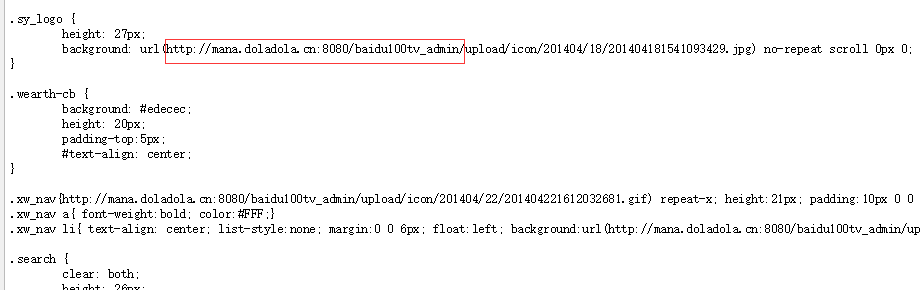 .sy_logo {
height: 27px;
background: url(http://mana.doladola.cn:8080/baidu100tv_admin/upload/icon/201404/18/201404181541093429.jpg) no-repeat scroll 0px 0;
}
.wearth-cb {
background: #edecec;
height: 20px;
padding-top:5px;
#text-align: center;
}
.xw_nav{http://mana.doladola.cn:8080/baidu100tv_admin/upload/icon/201404/22/201404221612032681.gif) repeat-x; height:21px; padding:10px 0 0
.xw_nav a{ font-weight:bold; color:#FFF;}
.xw_nav li{ text-align: center; list-style:none; margin:0 0 6px; float:left; background:url(http://mana.doladola.cn:8080/baidu100tv_admin/up
.search {
clear: both;
height: 26px;